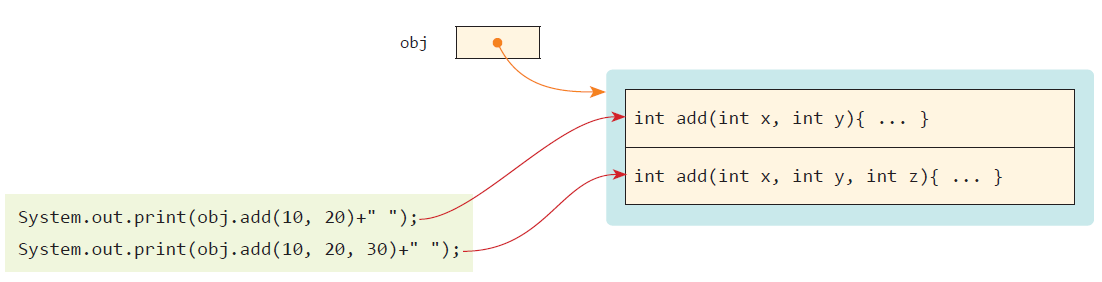 obj
int add(int x, int y){ ... }
int add(int x, int y, int z){ ... }
System.out.print(obj.add(10, 20)+" ");
System.out.print(obj.add(10, 20, 30)+" ");